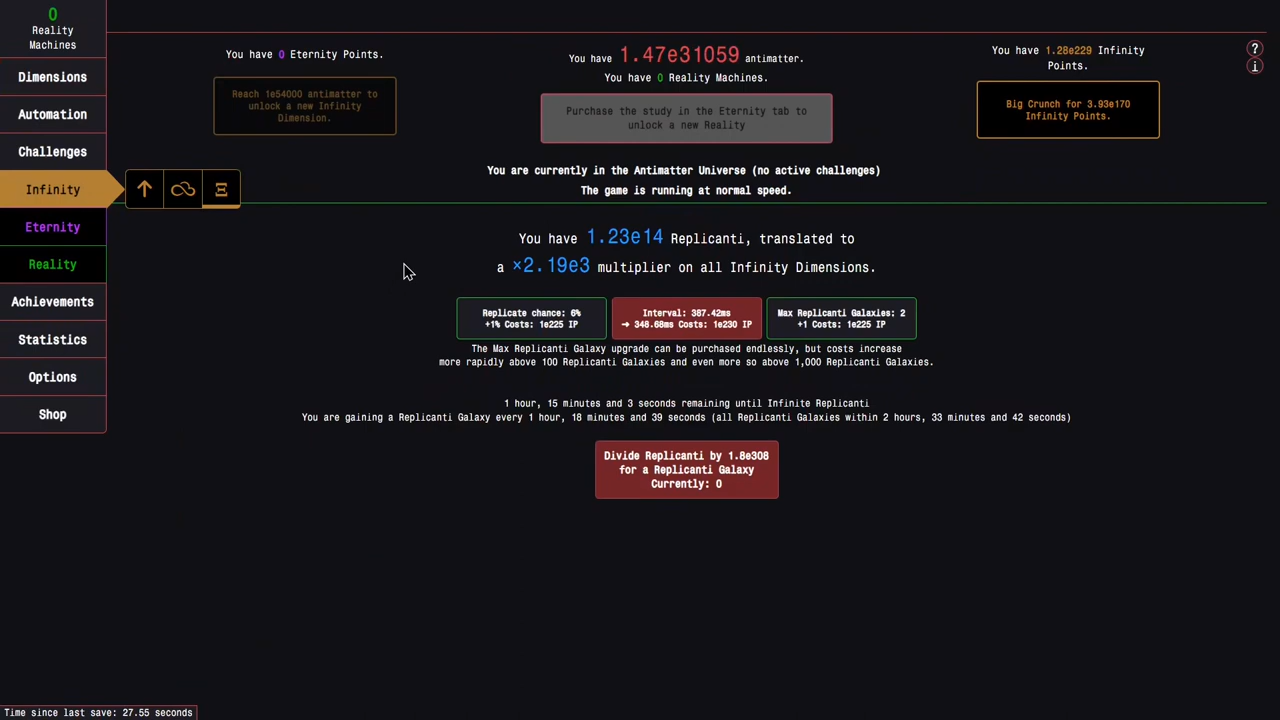 0
Reality
Machines
Dimensions
Automation
Challenges
Infinity
Eternity
Reality
Achievements
Statistics
Options
Shop
You have 0 Eternity Points.
Reach 1e54000 antimatter to
unlock a new Infinity
Dimension.
You have 1.47e31059 antimatter.
You have 0 Reality Machines.
Purchase the study in the Eternity tab to
unlock a new Reality
You have 1.28e229 Infinity
Points.
Big Crunch for 3.93e170
Infinity Points.
?
i
You are currently in the Antimatter Universe (no active challenges)
The game is running at normal speed.
You have 1.23e14 Replicanti, translated to
a ×2.19e3 multiplier on all Infinity Dimensions.
Replicate chance: 6%
+1% Costs: 1e225 IP
Interval: 387.42ms
➜ 348.68ms Costs: 1e230 IP
Max Replicanti Galaxies: 2
+1 Costs: 1e225 IP
The Max Replicanti Galaxy upgrade can be purchased endlessly, but costs increase
more rapidly above 100 Replicanti Galaxies and even more so above 1,000 Replicanti Galaxies.
1 hour, 15 minutes and 3 seconds remaining until Infinite Replicanti
You are gaining a Replicanti Galaxy every 1 hour, 18 minutes and 39 seconds (all Replicanti Galaxies within 2 hours, 33 minutes and 42 seconds)
Divide Replicanti by 1.8e308
for a Replicanti Galaxy
Currently: 0
Time since last save: 27.55 seconds